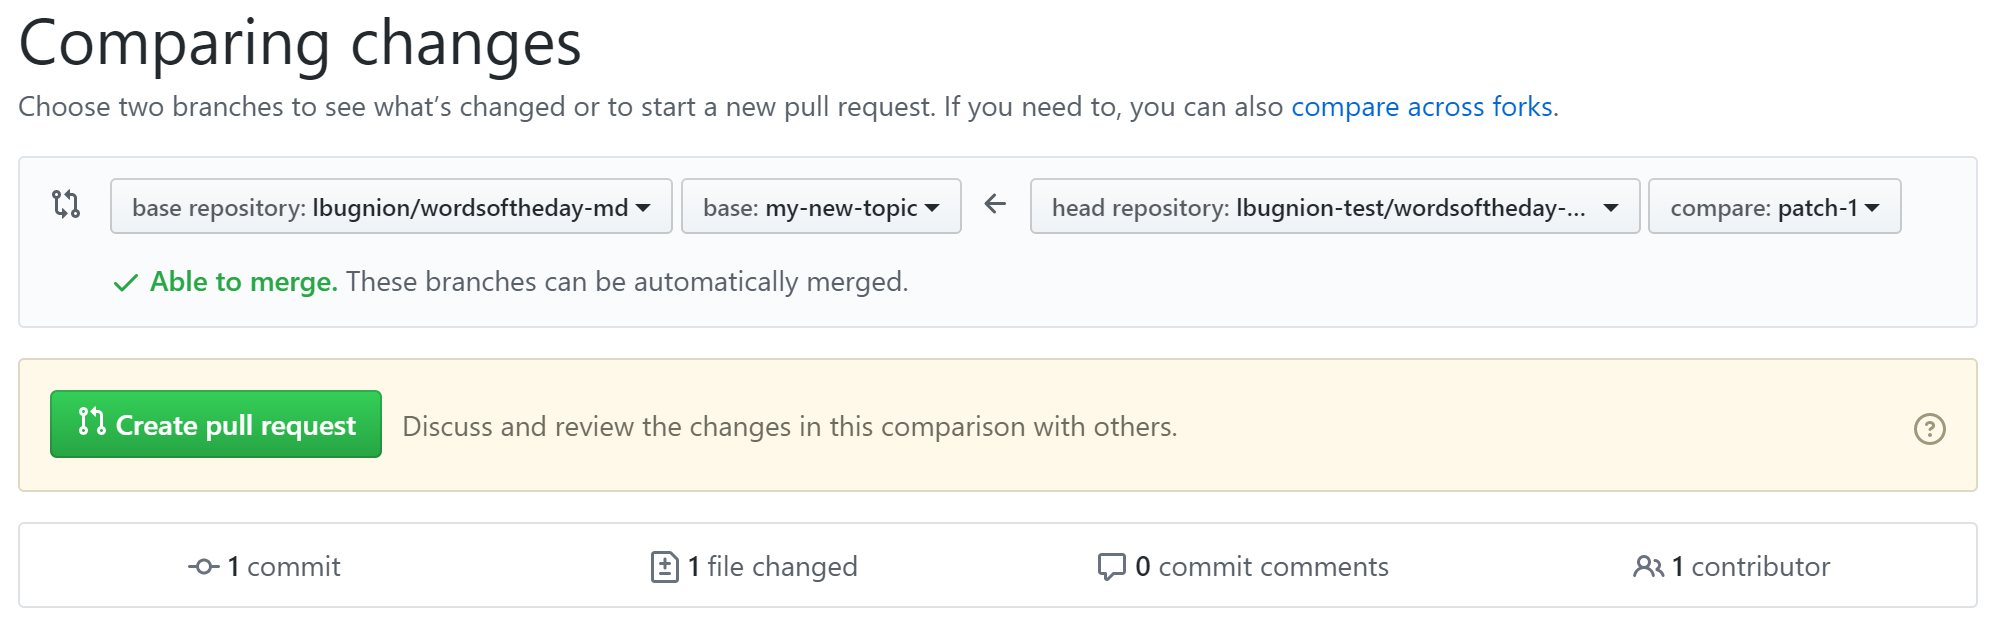 Comparing changes
Choose two branches to see what’s changed or to start a new pull request. If you need to, you can also compare across forks.
base repository: lbugnion/wordsoftheday-md base: my-new-topic head repository: lbugnion-test/wordsoftheday-... compare: patch-1
Able to merge. These branches can be automatically merged.
Create pull request Discuss and review the changes in this comparison with others. ?
1 commit 1 file changed 0 commit comments 1 contributor